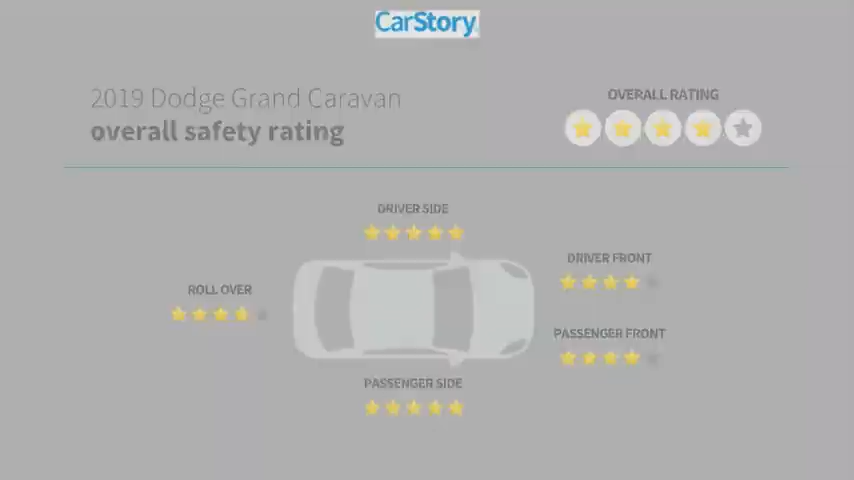 CarStory
2019 Dodge Grand Caravan
overall safety rating
OVERALL RATING
DRIVER SIDE
DRIVER FRONT
ROLL OVER
PASSENGER FRONT
PASSENGER SIDE